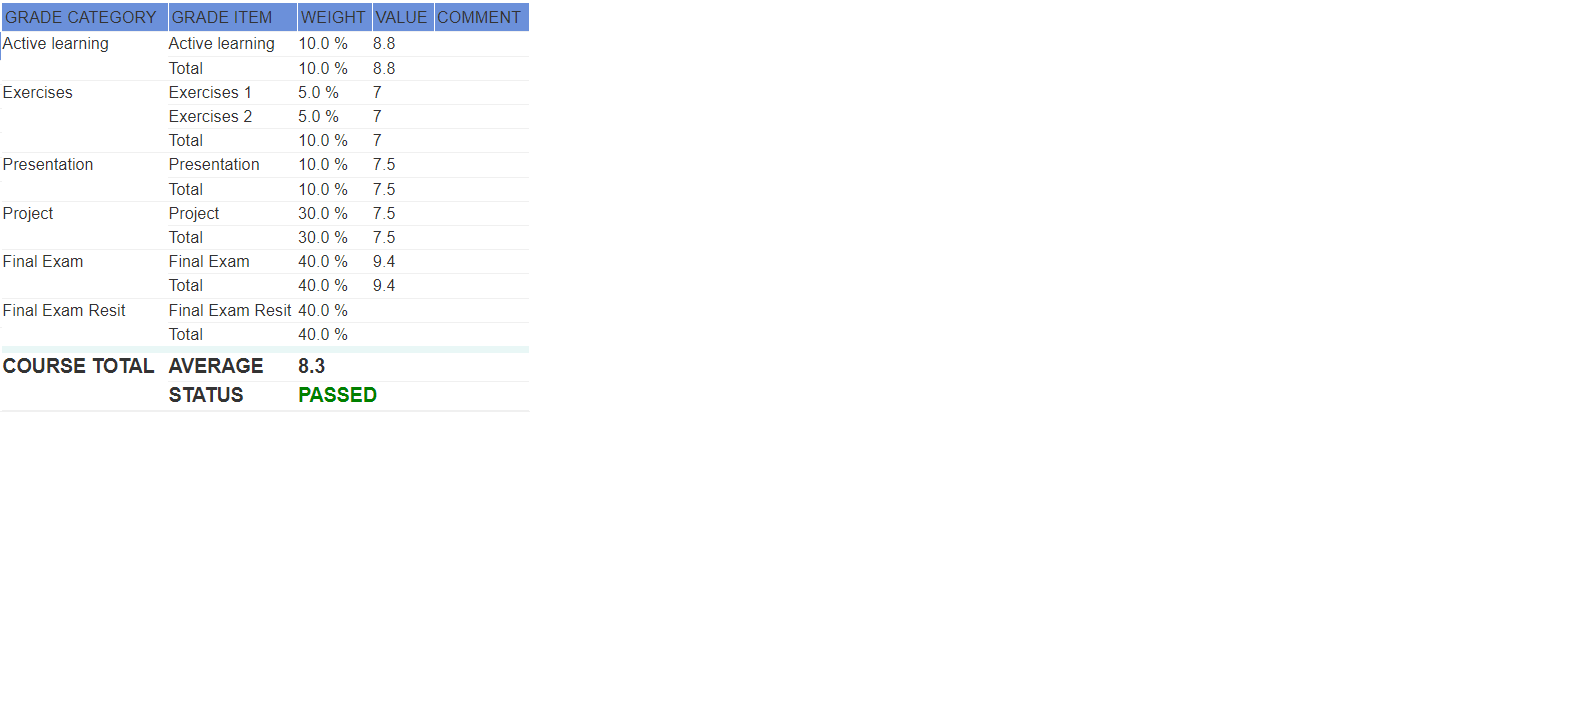 GRADE CATEGORY GRADE ITEM WEIGHT VALUE COMMENT
Active learning Active learning 10.0 % 8.8
Total 10.0 % 8.8
Exercises Exercises 1 5.0 % 7
Exercises 2 5.0 % 7
Total 10.0 % 7
Presentation Presentation 10.0 % 7.5
Total 10.0 % 7.5
Project Project 30.0 % 7.5
Total 30.0 % 7.5
Final Exam Final Exam 40.0 % 9.4
Total 40.0 % 9.4
Final Exam Resit Final Exam Resit 40.0 %
Total 40.0 %
COURSE TOTAL AVERAGE 8.3
STATUS PASSED